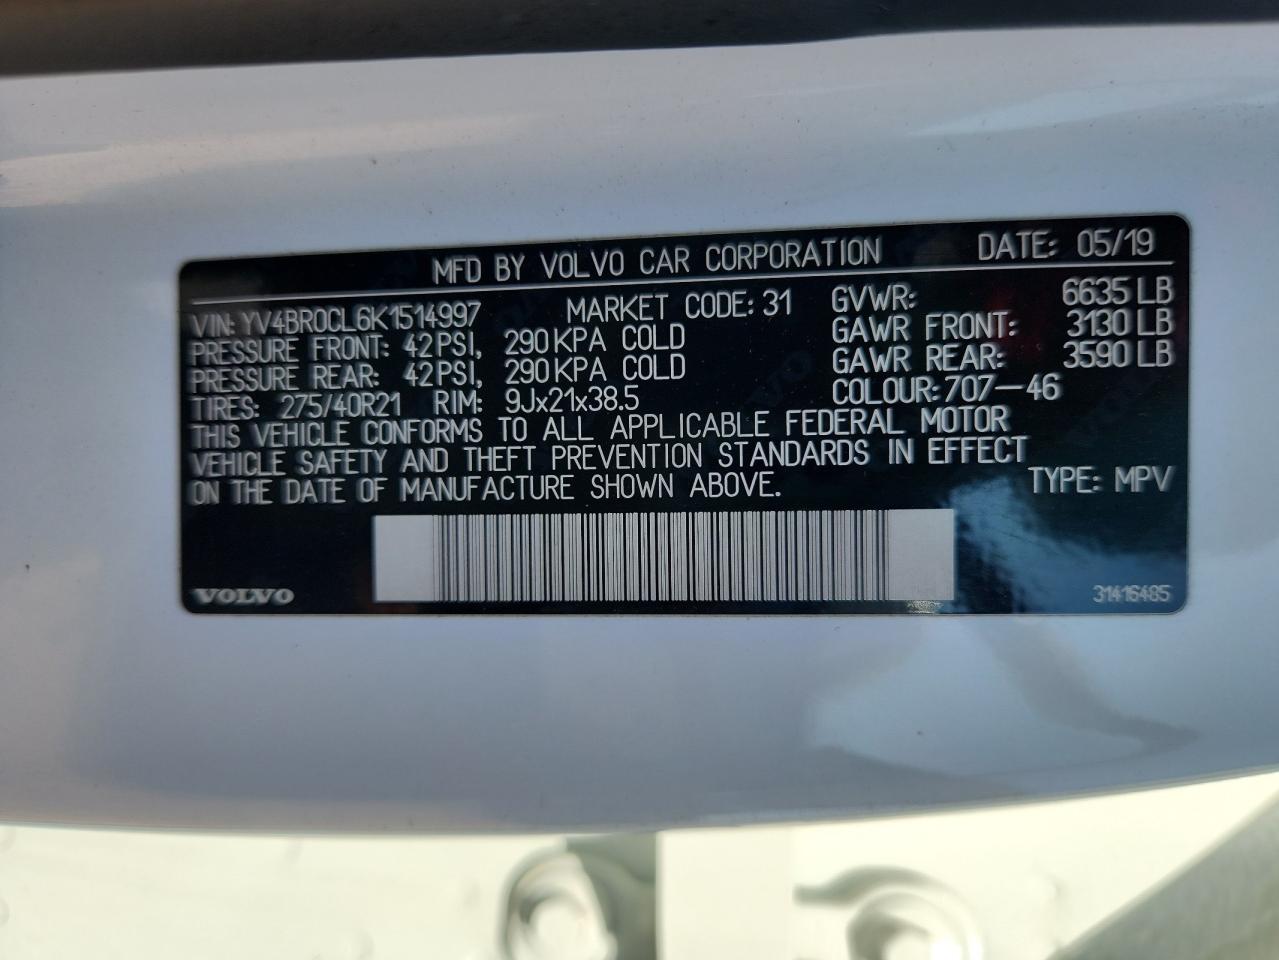 MFD BY VOLVO CAR CORPORATION DATE: 05/19
VIN: YV4BR0CL6K1514997 MARKET CODE: 31 GVWR: 6635 LB
PRESSURE FRONT: 42 PSI, 290 KPA COLD GAWR FRONT: 3130 LB
PRESSURE REAR: 42 PSI, 290 KPA COLD GAWR REAR: 3590 LB
TIRES: 275/40R21 RIM: 9Jx21x38.5 COLOUR: 707-46
THIS VEHICLE CONFORMS TO ALL APPLICABLE FEDERAL MOTOR
VEHICLE SAFETY AND THEFT PREVENTION STANDARDS IN EFFECT
ON THE DATE OF MANUFACTURE SHOWN ABOVE. TYPE: MPV
VOLVO 31416485